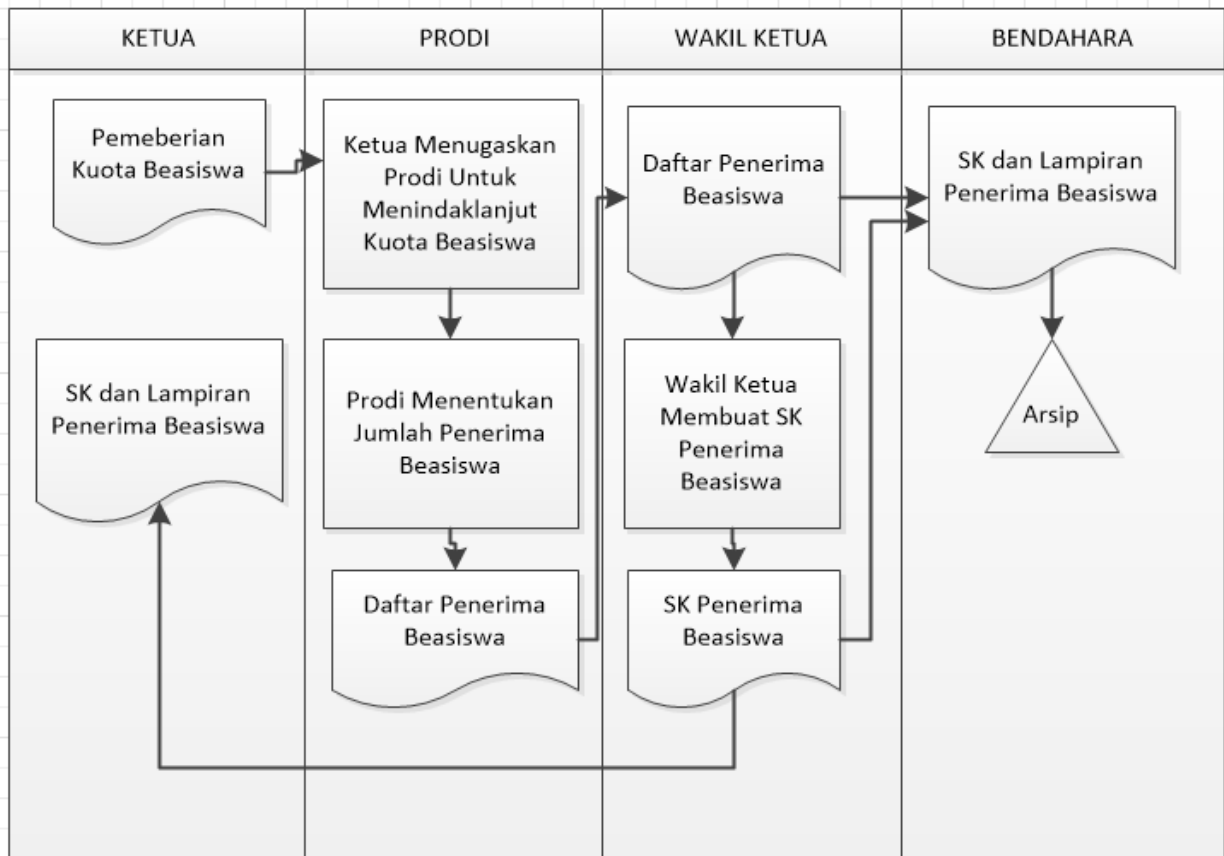 KETUA
PRODI
WAKIL KETUA
BENDAHARA
Pemeberian
Kuota Beasiswa
Ketua Menugaskan
Prodi Untuk
Menindaklanjut
Kuota Beasiswa
Daftar Penerima
Beasiswa
SK dan Lampiran
Penerima Beasiswa
SK dan Lampiran
Penerima Beasiswa
Prodi Menentukan
Jumlah Penerima
Beasiswa
Wakil Ketua
Membuat SK
Penerima
Beasiswa
Arsip
Daftar Penerima
Beasiswa
SK Penerima
Beasiswa